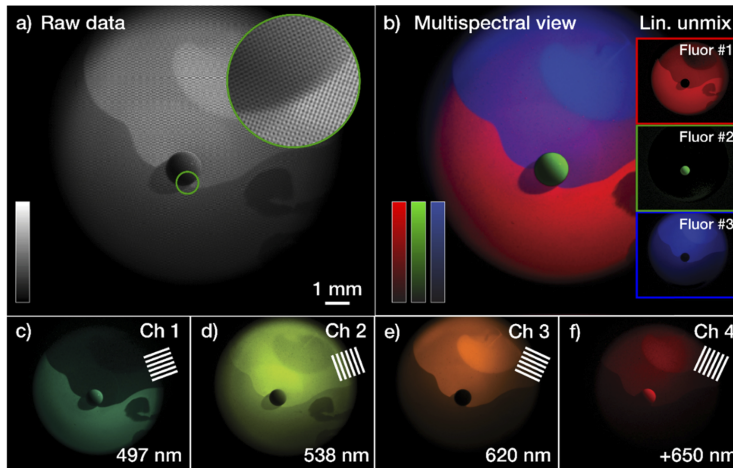 a) Raw data
1 mm
b) Multispectral view
Lin. unmix
Fluor #1
Fluor #2
Fluor #3
c) Ch 1
497 nm
d) Ch 2
538 nm
e) Ch 3
620 nm
f) Ch 4
+650 nm